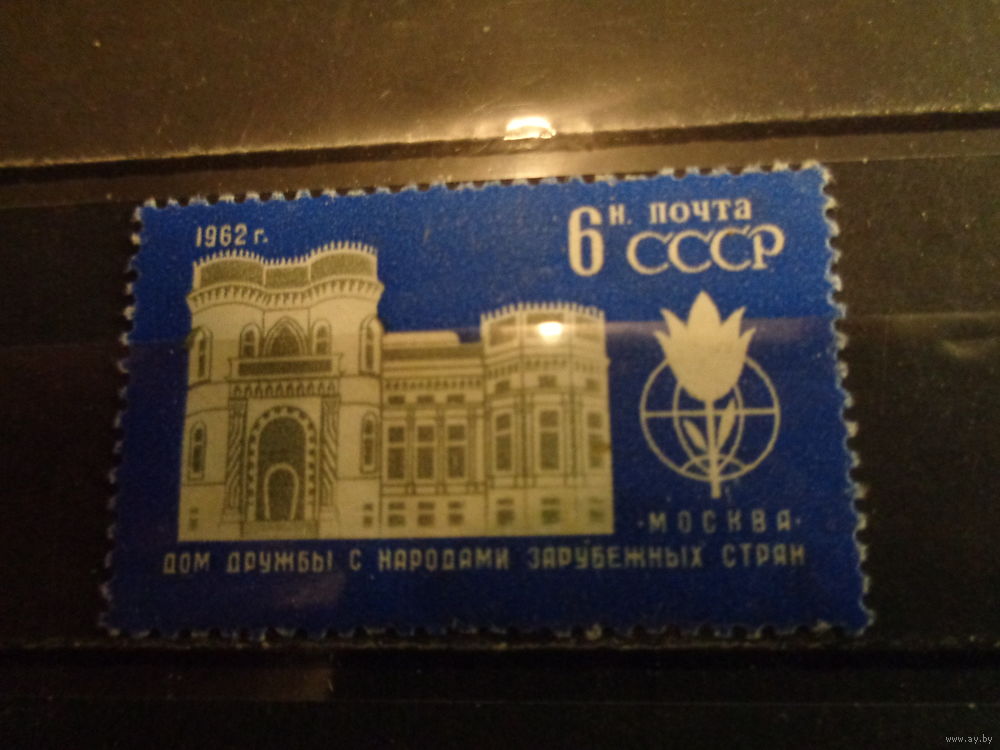 1962 г.
6 к. почта
СССР
·МОСКВА·
ДОМ ДРУЖБЫ С НАРОДАМИ ЗАРУБЕЖНЫХ СТРАН
www.ay.by